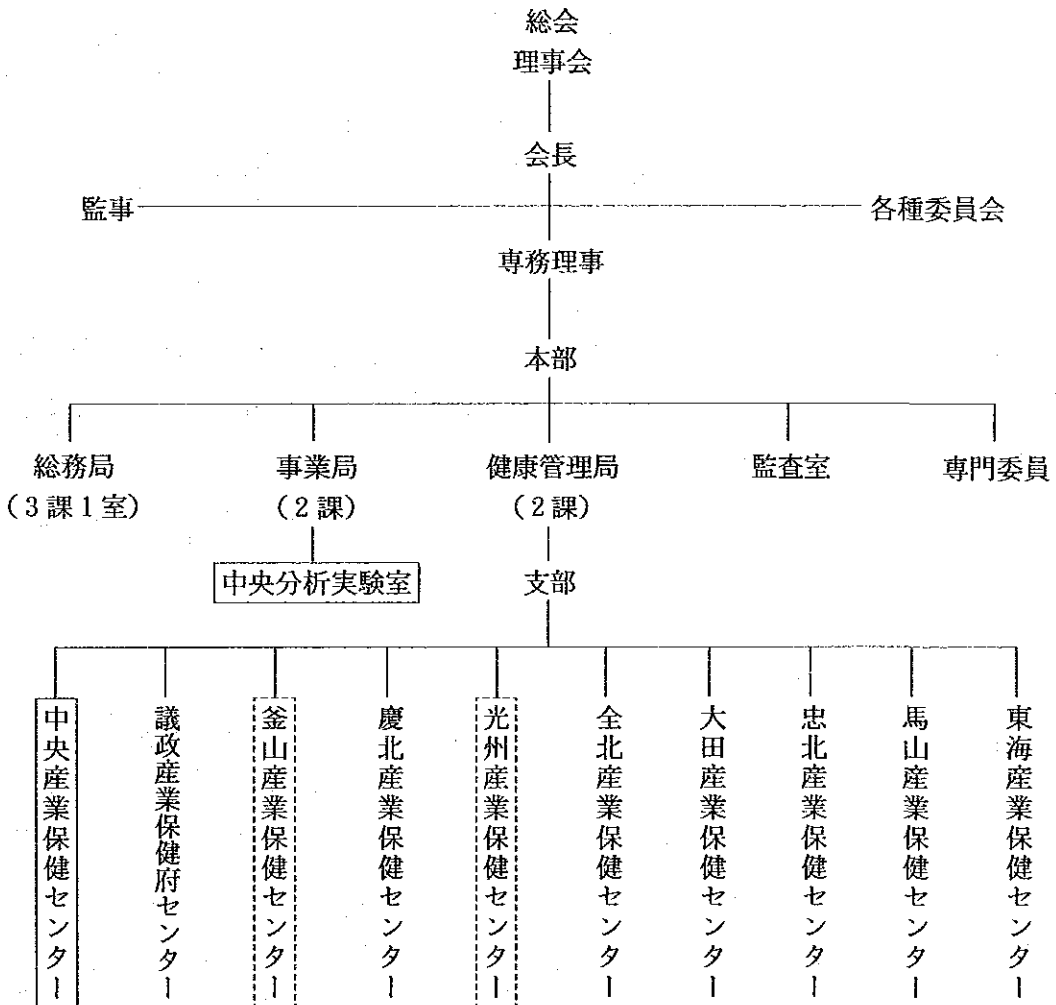 総会
理事会
会長
監事
各種委員会
専務理事
本部
総務局
事業局
健康管理局
監査室
専門委員
(3課1室)
(2課)
(2課)
中央分析実験室
支部
中央産業保健センター
議政産業保健府センター
釜山産業保健センター
慶北産業保健センター
光州産業保健センター
全北産業保健センター
大田産業保健センター
忠北産業保健センター
馬山産業保健センター
東海産業保健センター